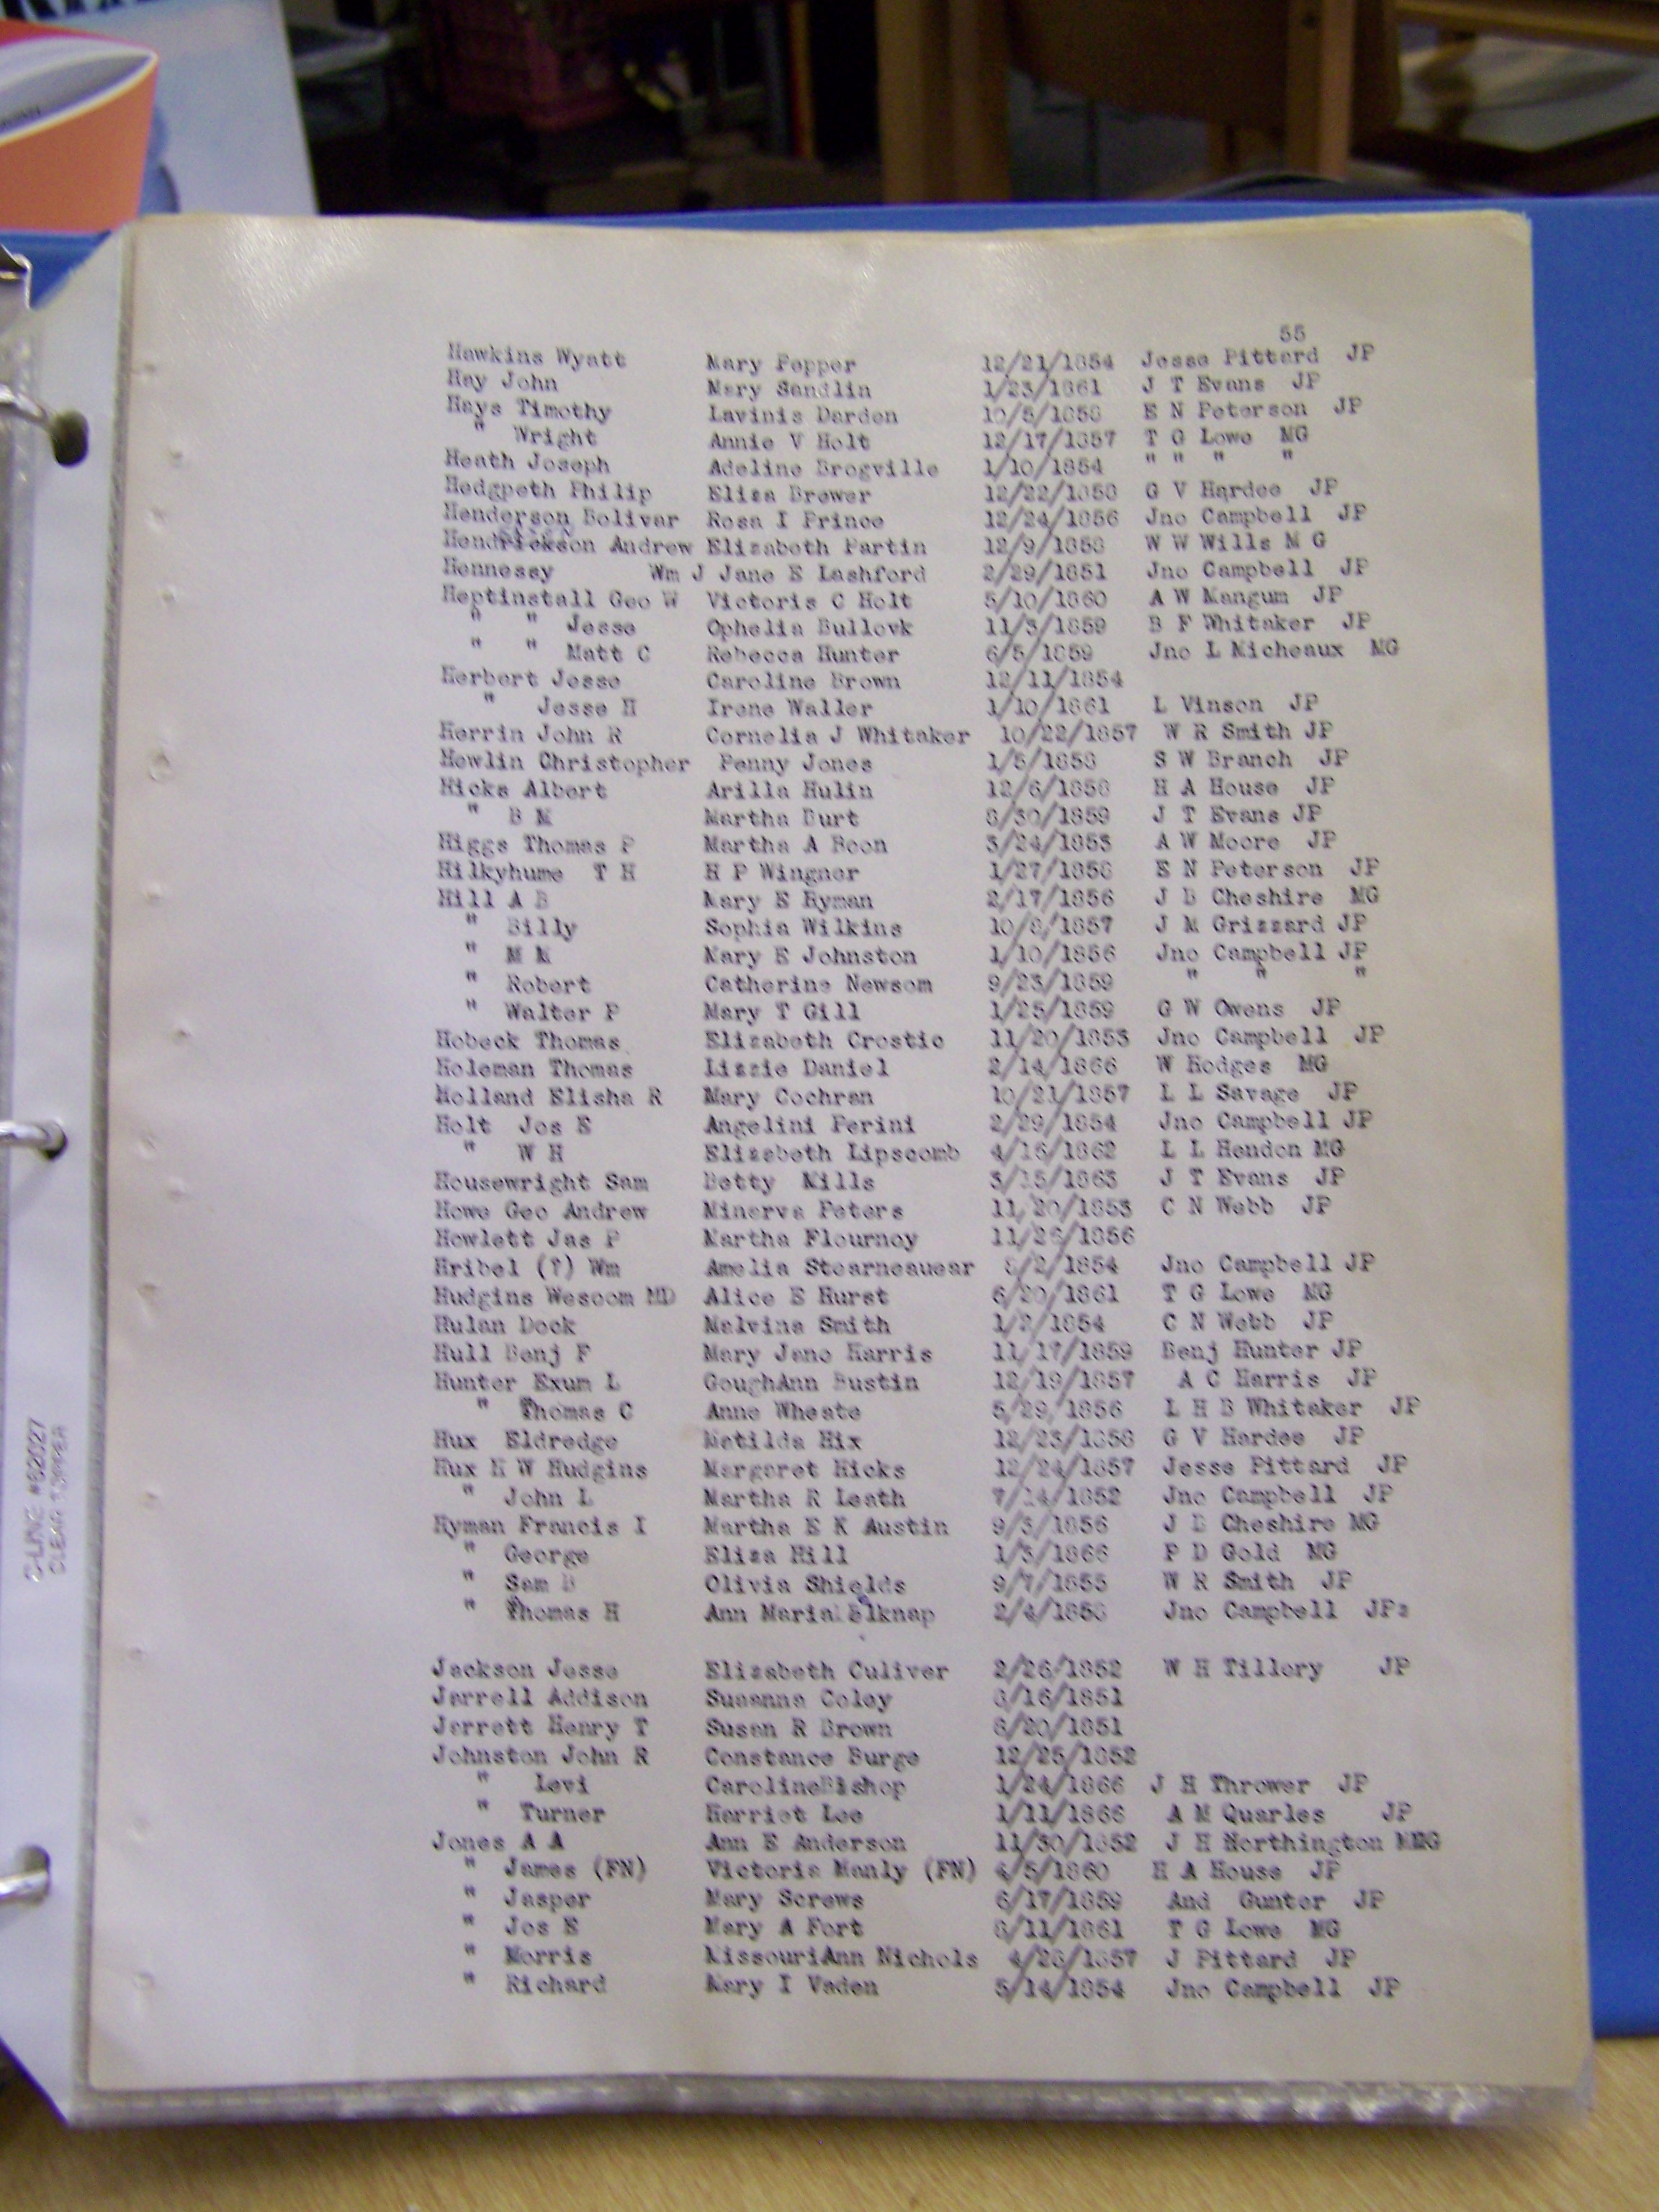 55
Hawkins Wyatt Mary Pepper 12/21/1854 Jesse Pittard JP
Hay John Mary Sandlin 1/23/1861 J T Evans JP
Hays Timothy Lavinis Darden 10/5/1858 E N Peterson JP
" Wright Annie V Holt 12/17/1857 T G Lowe MG
Heath Joseph Adeline Brogville 1/10/1854 " " " "
Hedgpeth Philip Eliza Brewer 12/22/1858 G V Hardee JP
Henderson Bolivar Rosa I Prince 12/24/1856 Jno Campbell JP
Hendrickson Andrew Elizabeth Partin 12/9/1858 W W Wills M G
Hennessy Wm J Jane E Lashford 2/29/1851 Jno Campbell JP
Heptinstall Geo W Victoris C Holt 5/10/1860 A W Mangum JP
" " Jesse Ophelia Bullovk 11/3/1859 B F Whitaker JP
" " Matt C Rebecca Hunter 6/5/1859 Jno L Micheaux MG
Herbert Jesse Caroline Brown 12/11/1854
" Jesse H Irene Waller 1/10/1861 L Vinson JP
Herrin John R Cornelia J Whitaker 10/22/1857 W R Smith JP
Hewlin Christopher Penny Jones 1/5/1858 S W Branch JP
Hicks Albert Arilla Hulin 12/6/1858 H A House JP
" B M Martha Burt 8/30/1859 J T Evans JP
Higgs Thomas P Martha A Boon 3/24/1853 A W Moore JP
Hilkyhume T H H P Wingner 1/27/1858 E N Peterson JP
Hill A B Mary E Hyman 2/17/1856 J B Cheshire MG
" Billy Sophia Wilkins 10/8/1857 J M Grizzard JP
" M M Mary E Johnston 1/10/1856 Jno Campbell JP
" Robert Catherine Newsom 9/23/1859 " " "
" Walter P Mary T Gill 1/25/1859 G W Owens JP
Hobeck Thomas Elizabeth Crostic 11/20/1853 Jno Campbell JP
Holeman Thomas Lizzie Daniel 2/14/1866 W Hodges MG
Holland Elisha R Mary Cochran 10/21/1857 L L Savage JP
Holt Jos E Angelini Perini 2/29/1854 Jno Campbell JP
" W H Elizabeth Lipscomb 4/16/1862 L L Hendon MG
Housewright Sam Betty Mills 3/15/1863 J T Evans JP
Howe Geo Andrew Minerva Peters 11/20/1853 C N Webb JP
Howlett Jas P Martha Flournoy 11/26/1856
Hribel (?) Wm Amelia Stoarneauear 8/2/1854 Jno Campbell JP
Hudgins Wescom MD Alice E Hurst 6/20/1861 T G Lowe MG
Hulan Dock Malvina Smith 1/2/1854 C N Webb JP
Hull Benj F Mary Jane Harris 11/17/1859 Benj Hunter JP
Hunter Exum L GoughAnn Bustin 12/19/1857 A C Harris JP
" Thomas C Anne Wheate 5/29/1856 L H B Whitaker JP
Hux Eldredge Matilda Hix 12/23/1858 G V Hardee JP
Hux H W Hudgins Margaret Hicks 12/24/1857 Jesse Pittard JP
" John L Martha R Leath 7/14/1852 Jno Campbell JP
Hyman Francis I Martha E K Austin 9/3/1856 J B Cheshire MG
" George Eliza Hill 1/3/1866 P D Gold MG
" Sam B Olivia Shields 9/7/1855 W R Smith JP
" Thomas H Ann Maria Elknap 2/4/1858 Jno Campbell JPz
Jackson Jesse Elizabeth Culiver 2/26/1852 W H Tillery JP
Jarrell Addison Susanna Coley 8/16/1851
Jarrett Henry T Susan R Brown 8/20/1851
Johnston John R Constance Burge 12/25/1852
" Levi CarolineBishop 1/24/1866 J H Thrower JP
" Turner Harriet Lee 1/11/1866 A M Quarles JP
Jones A A Ann E Anderson 11/30/1852 J H Northington MMG
" James (FN) Victoria Manly (FN) 4/5/1860 H A House JP
" Jasper Mary Screws 6/17/1859 And Gunter JP
" Jos E Mary A Fort 8/11/1861 T G Lowe MG
" Morris MissouriAnn Nichols 4/26/1857 J Pittard JP
" Richard Mary I Vaden 5/14/1854 Jno Campbell JP
C-LINE #62027
CLEAR TOPPER